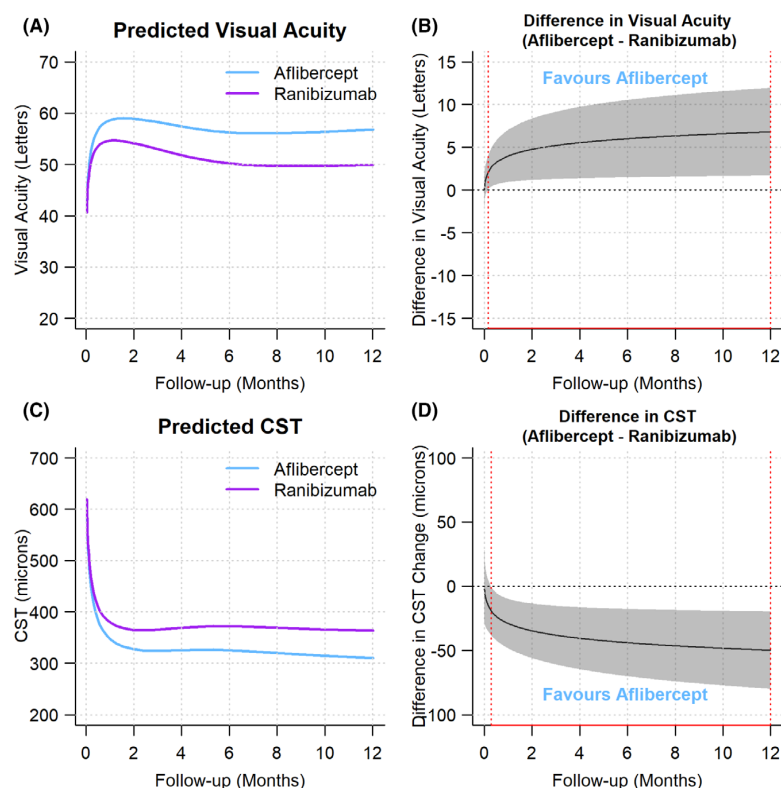 (A)
Predicted Visual Acuity
Aflibercept
Ranibizumab
Visual Acuity (Letters)
70
60
50
40
30
70
20
0 2 4 6 8 10 12
Follow-up (Months)
(B)
Difference in Visual Acuity
(Aflibercept - Ranibizumab)
Favours Aflibercept
Difference in Visual Acuity (Letters)
15
10
5
0
-5
-10
-15
0 2 4 6 8 10 12
Follow-up (Months)
(C)
Predicted CST
Aflibercept
Ranibizumab
CST (microns)
700
600
500
400
300
200
0 2 4 6 8 10 12
Follow-up (Months)
(D)
Difference in CST
(Aflibercept - Ranibizumab)
Difference in CST Change (microns)
100
50
0
-50
100
Favours Aflibercept
0 2 4 6 8 10 12
Follow-up (Months)